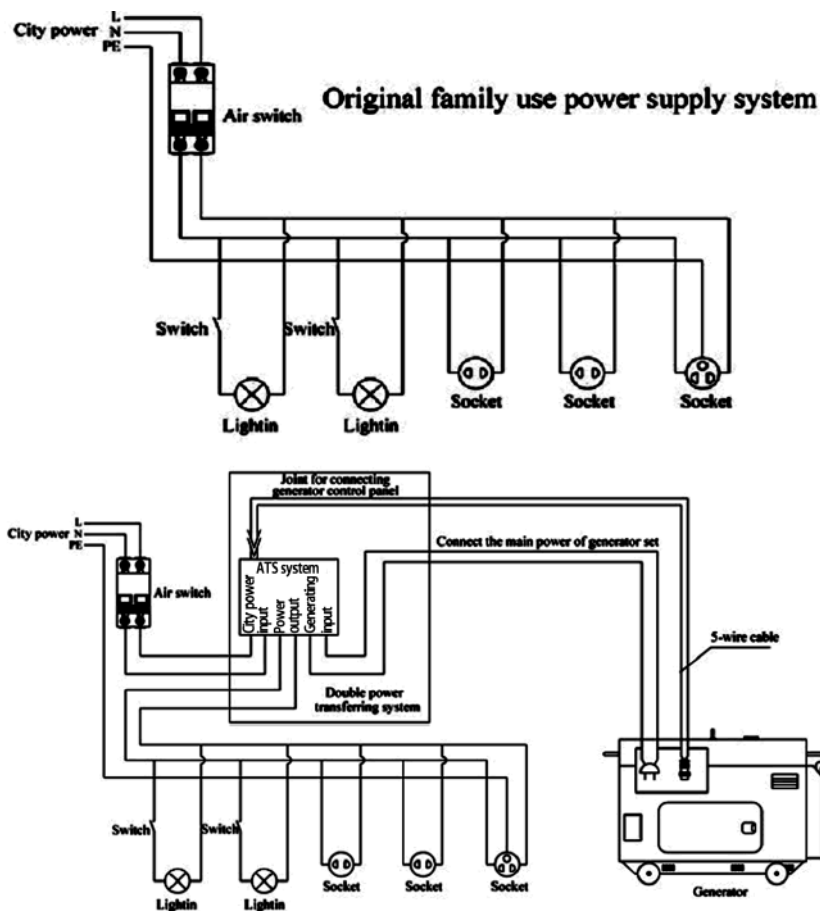 L
City power N
PE
Air switch
Original family use power supply system
Switch
Switch
Lightin
Lightin
Socket
Socket
Socket
Joint for connecting
generator control panel
L
City power N
PE
Air switch
ATS system
City power
input
Power
output
Generating
input
Connect the main power of generator set
5-wire cable
Double power
transferring system
Switch
Switch
Lightin
Lightin
Socket
Socket
Socket
Generator